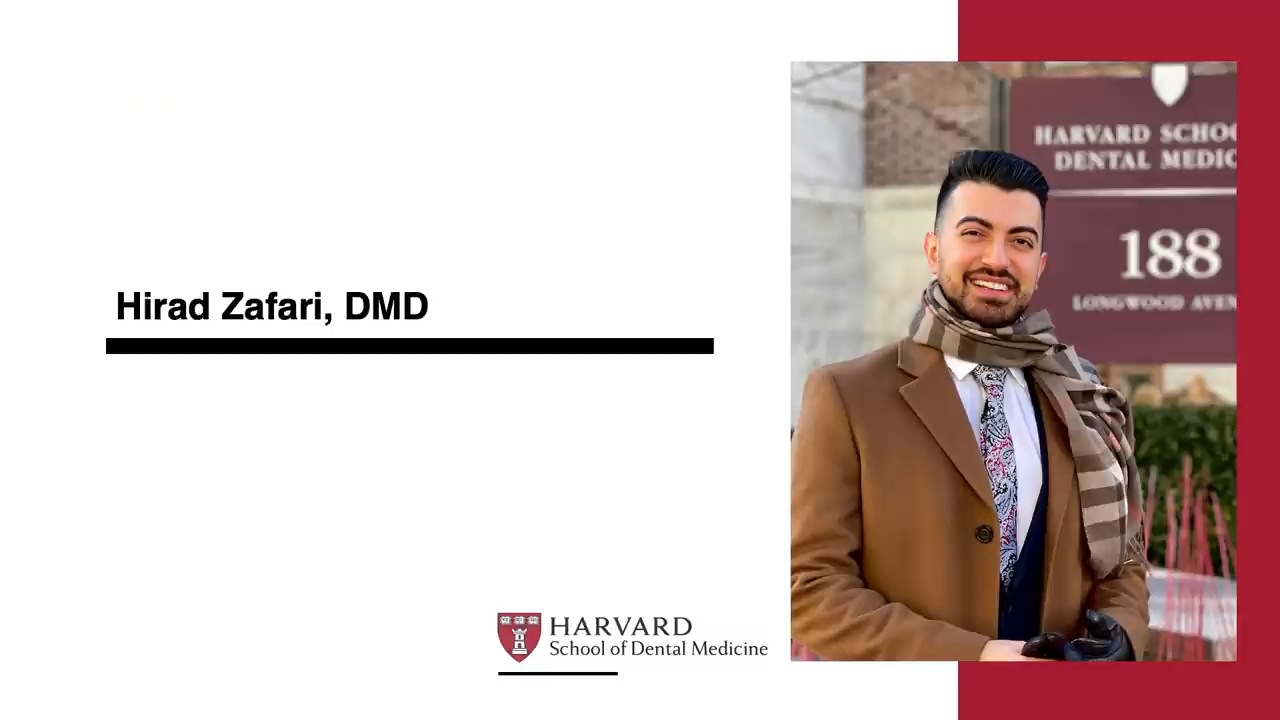 Hirad Zafari, DMD
HARVARD
School of Dental Medicine
HARVARD SCHOO
DENTAL MEDIC
188
LONGWOOD AVEN